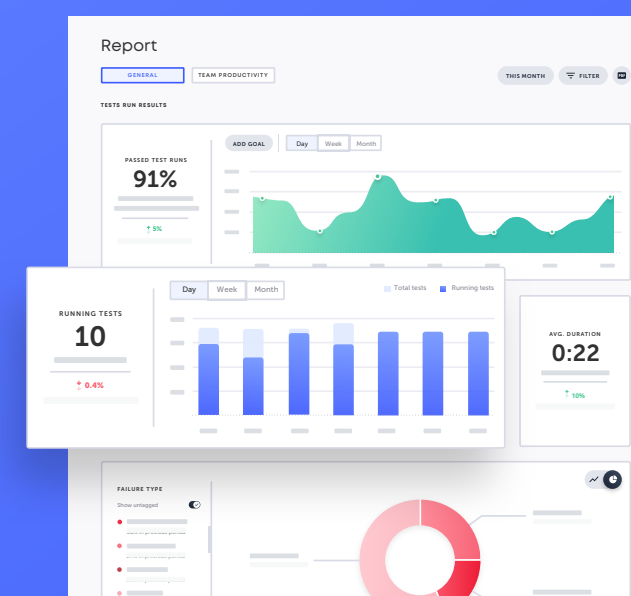 Report
GENERAL
TEAM PRODUCTIVITY
THIS MONTH
FILTER
PDF
TESTS RUN RESULTS
ADD GOAL
Day
Week
Month
PASSED TEST RUNS
91%
5%
RUNNING TESTS
10
0.4%
Day
Week
Month
Total tests
Running tests
AVG. DURATION
0:22
10%
FAILURE TYPE
Show untagged